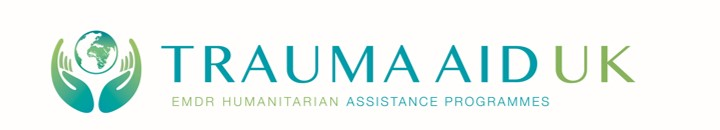 TRAUMA AID UK
EMDR HUMANITARIAN ASSISTANCE PROGRAMMES